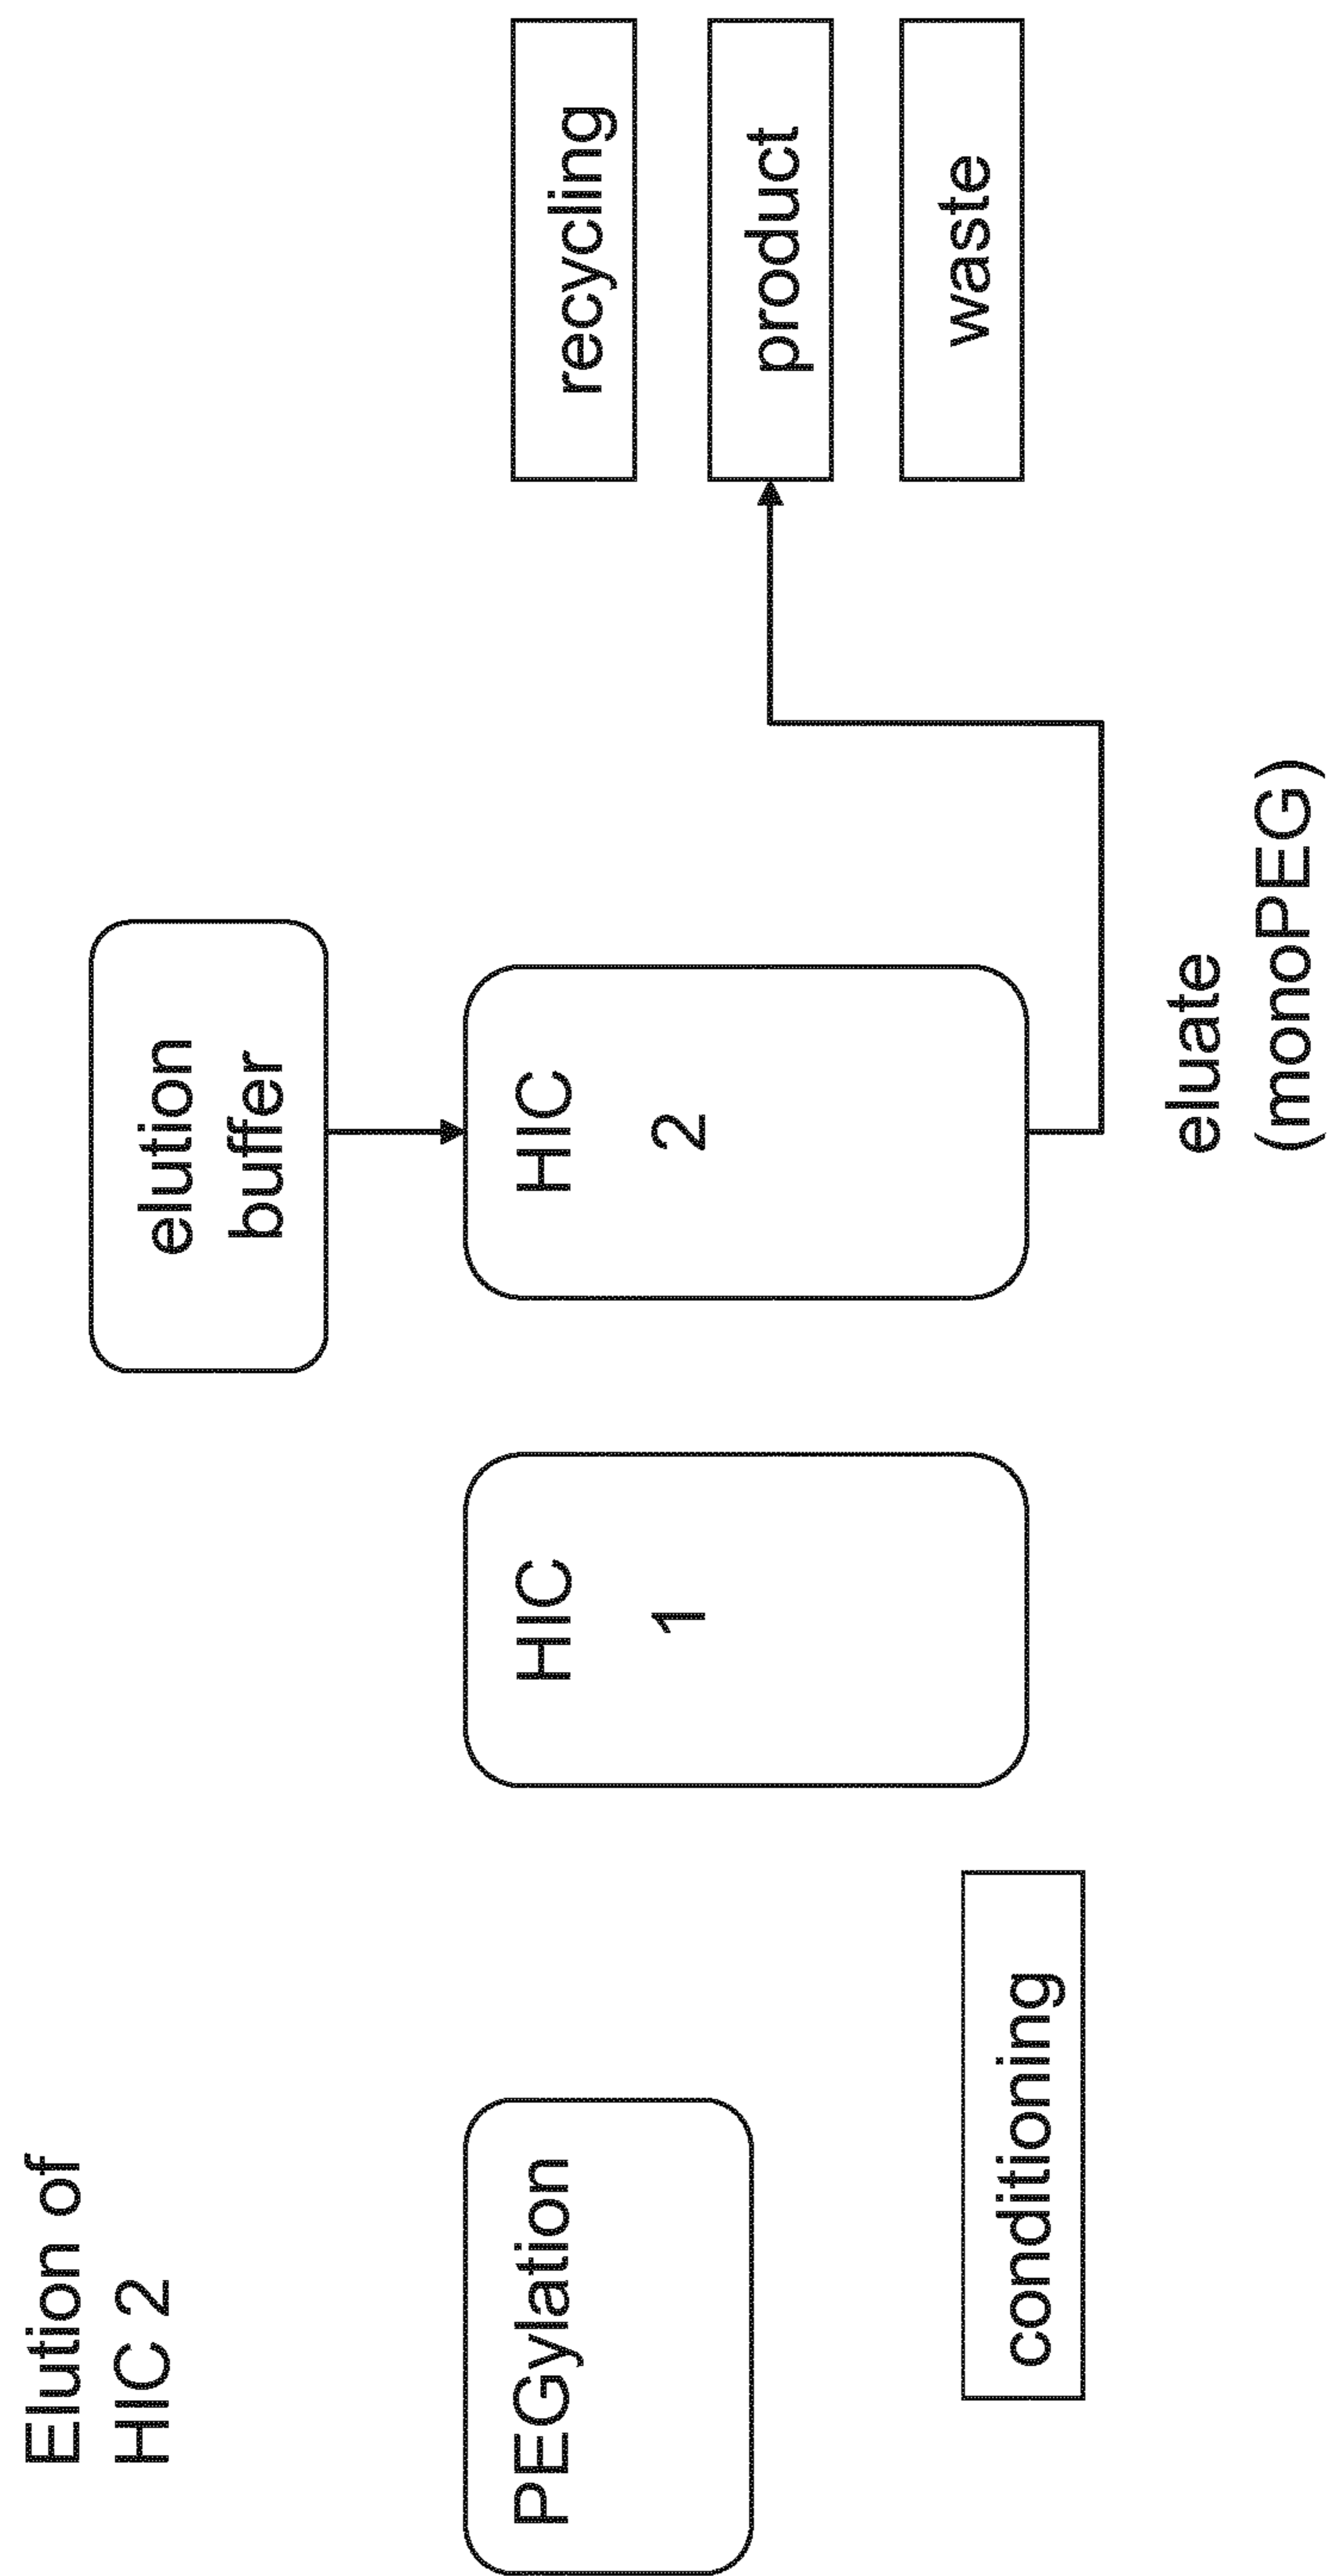 Elution of
HIC 2
elution
buffer
PEGylation
HIC
1
HIC
2
recycling
product
waste
conditioning
eluate
(monoPEG)